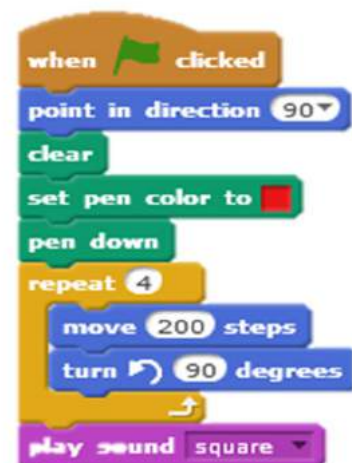 when clicked
point in direction 90
clear
set pen color to
pen down
repeat 4
move 200 steps
turn 90 degrees
play sound square